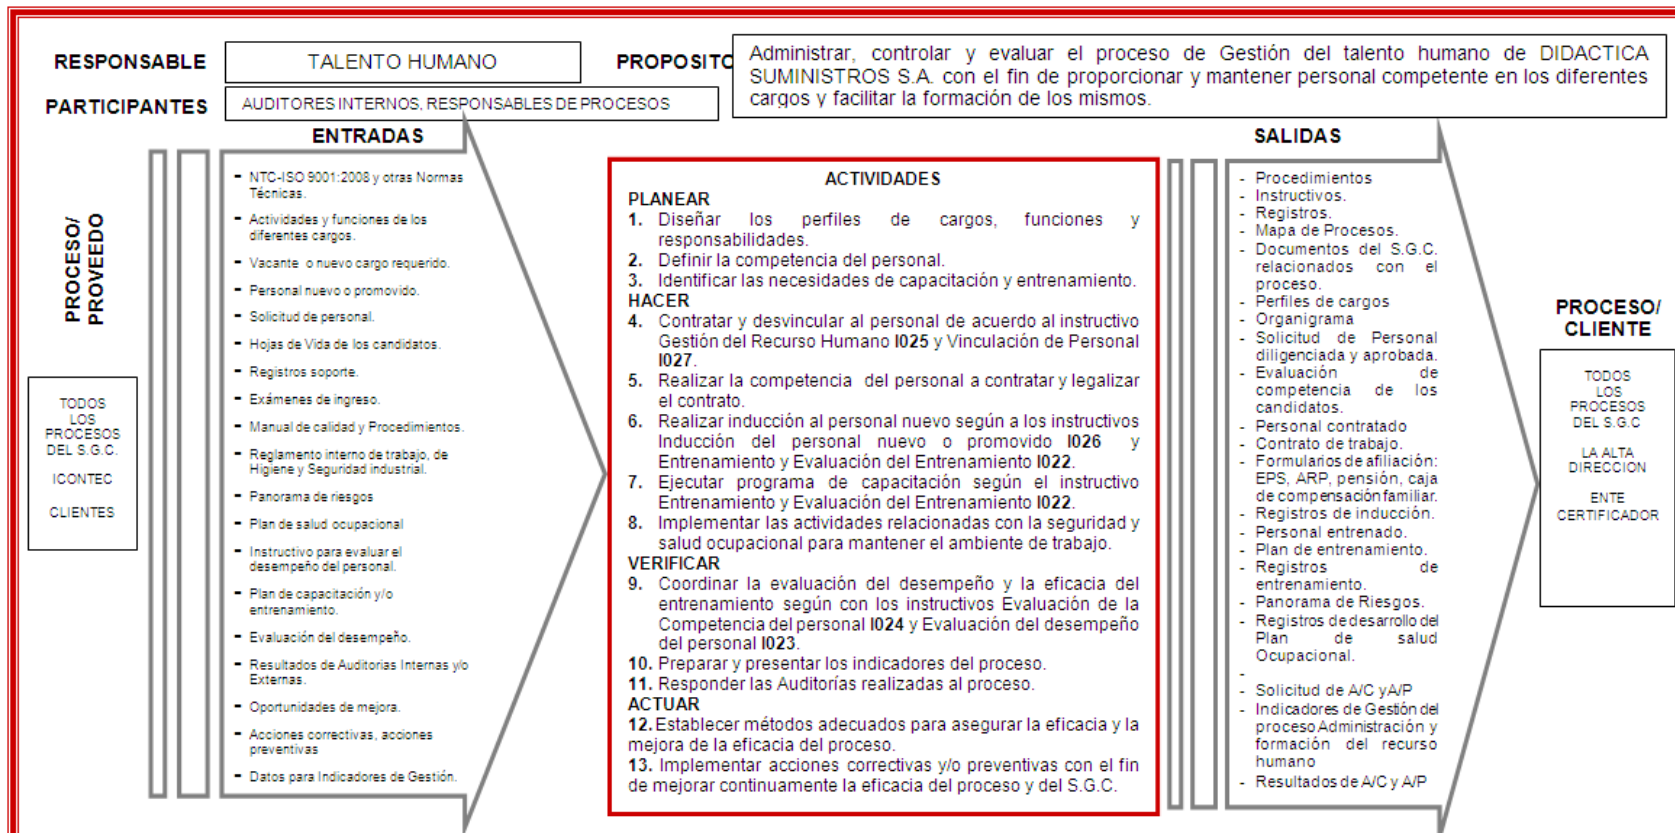 RESPONSABLE
TALENTO HUMANO
PROPOSITO
Administrar, controlar y evaluar el proceso de Gestión del talento humano de DIDACTICA
SUMINISTROS S.A. con el fin de proporcionar y mantener personal competente en los diferentes
cargos y facilitar la formación de los mismos.
PARTICIPANTES
AUDITORES INTERNOS, RESPONSABLES DE PROCESOS
PROCESO/
PROVEEDO
TODOS
LOS
PROCESOS
DEL S.G.C.
ICONTEC
CLIENTES
ENTRADAS
- NTC-ISO 9001:2008 y otras Normas
Técnicas.
- Actividades y funciones de los
diferentes cargos.
- Vacante o nuevo cargo requerido.
- Personal nuevo o promovido.
- Solicitud de personal.
- Hojas de Vida de los candidatos.
- Registros soporte.
- Exámenes de ingreso.
- Manual de calidad y Procedimientos.
- Reglamento interno de trabajo, de
Higiene y Seguridad industrial.
- Panorama de riesgos
- Plan de salud ocupacional
- Instructivo para evaluar el
desempeño del personal.
- Plan de capacitación y/o
entrenamiento.
- Evaluación del desempeño.
- Resultados de Auditorias Internas y/o
Externas.
- Oportunidades de mejora.
- Acciones correctivas, acciones
preventivas
- Datos para Indicadores de Gestión.
ACTIVIDADES
PLANEAR
1. Diseñar los perfiles de cargos, funciones y
responsabilidades.
2. Definir la competencia del personal.
3. Identificar las necesidades de capacitación y entrenamiento.
HACER
4. Contratar y desvincular al personal de acuerdo al instructivo
Gestión del Recurso Humano I025 y Vinculación de Personal
I027.
5. Realizar la competencia del personal a contratar y legalizar
el contrato.
6. Realizar inducción al personal nuevo según a los instructivos
Inducción del personal nuevo o promovido I026 y
Entrenamiento y Evaluación del Entrenamiento I022.
7. Ejecutar programa de capacitación según el instructivo
Entrenamiento y Evaluación del Entrenamiento I022.
8. Implementar las actividades relacionadas con la seguridad y
salud ocupacional para mantener el ambiente de trabajo.
VERIFICAR
9. Coordinar la evaluación del desempeño y la eficacia del
entrenamiento según con los instructivos Evaluación de la
Competencia del personal I024 y Evaluación del desempeño
del personal I023.
10. Preparar y presentar los indicadores del proceso.
11. Responder las Auditorías realizadas al proceso.
ACTUAR
12. Establecer métodos adecuados para asegurar la eficacia y la
mejora de la eficacia del proceso.
13. Implementar acciones correctivas y/o preventivas con el fin
de mejorar continuamente la eficacia del proceso y del S.G.C.
SALIDAS
- Procedimientos
- Instructivos.
- Registros.
- Mapa de Procesos.
- Documentos del S.G.C.
relacionados con el
proceso.
- Perfiles de cargos
- Organigrama
- Solicitud de Personal
diligenciada y aprobada.
- Evaluación de
competencia de los
candidatos.
- Personal contratado
- Contrato de trabajo.
- Formularios de afiliación:
EPS, ARP, pensión, caja
de compensación familiar.
- Registros de inducción.
- Personal entrenado.
- Plan de entrenamiento.
- Registros de
entrenamiento.
- Panorama de Riesgos.
- Registros de desarrollo del
Plan de salud
Ocupacional.
-
- Solicitud de A/C y A/P
- Indicadores de Gestión del
proceso Administración y
formación del recurso
humano
- Resultados de A/C y A/P
PROCESO/
CLIENTE
TODOS
LOS
PROCESOS
DEL S.G.C
LA ALTA
DIRECCION
ENTE
CERTIFICADOR